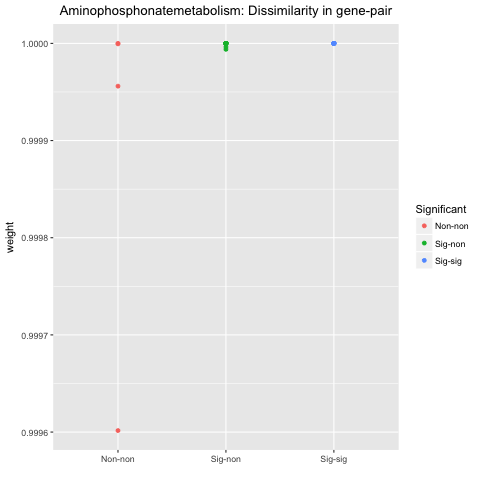 Aminophosphonatemetabolism: Dissimilarity in gene-pair
1.0000
0.9999
0.9998
0.9997
0.9996
weight
Non-non
Sig-non
Sig-sig
Significant
Non-non
Sig-non
Sig-sig